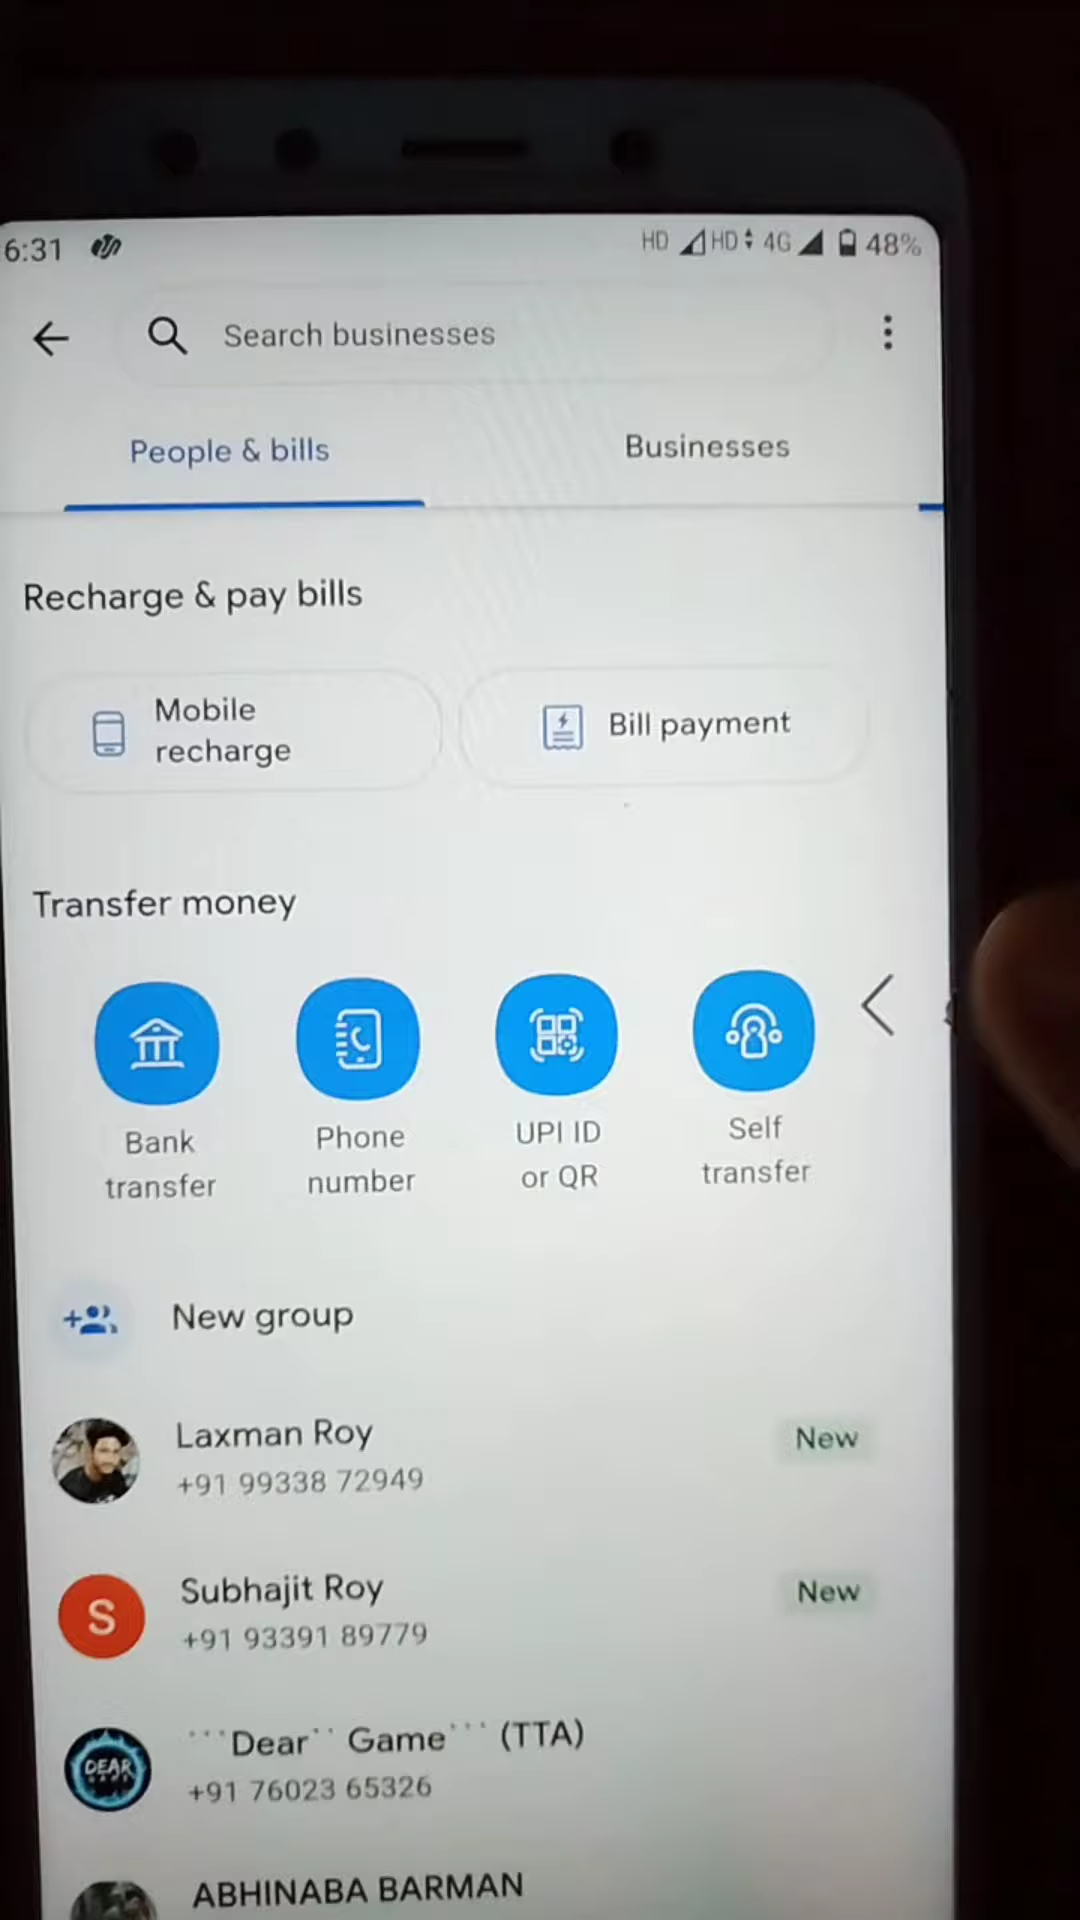 6:31 HD HD 4G 48%
Search businesses
People & bills Businesses
Recharge & pay bills
Mobile
recharge
Bill payment
Transfer money
Bank
transfer
Phone
number
UPI ID
or QR
Self
transfer
New group
Laxman Roy New
+91 99338 72949
Subhajit Roy New
+91 93391 89779
S
```Dear`` Game``` (TTA)
+91 76023 65326
DEAR
ABHINABA BARMAN